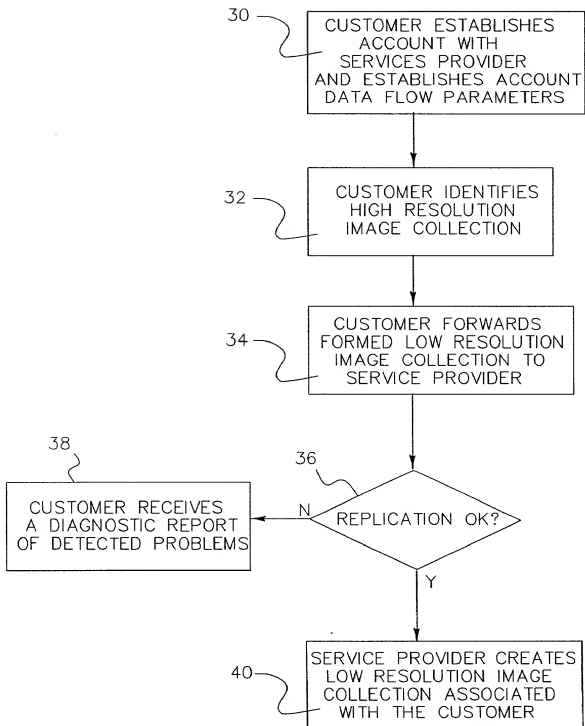 30
CUSTOMER ESTABLISHES
ACCOUNT WITH
SERVICES PROVIDER
AND ESTABLISHES ACCOUNT
DATA FLOW PARAMETERS
32
CUSTOMER IDENTIFIES
HIGH RESOLUTION
IMAGE COLLECTION
34
CUSTOMER FORWARDS
FORMED LOW RESOLUTION
IMAGE COLLECTION TO
SERVICE PROVIDER
36
REPLICATION OK?
N
38
CUSTOMER RECEIVES
A DIAGNOSTIC REPORT
OF DETECTED PROBLEMS
Y
40
SERVICE PROVIDER CREATES
LOW RESOLUTION IMAGE
COLLECTION ASSOCIATED
WITH THE CUSTOMER